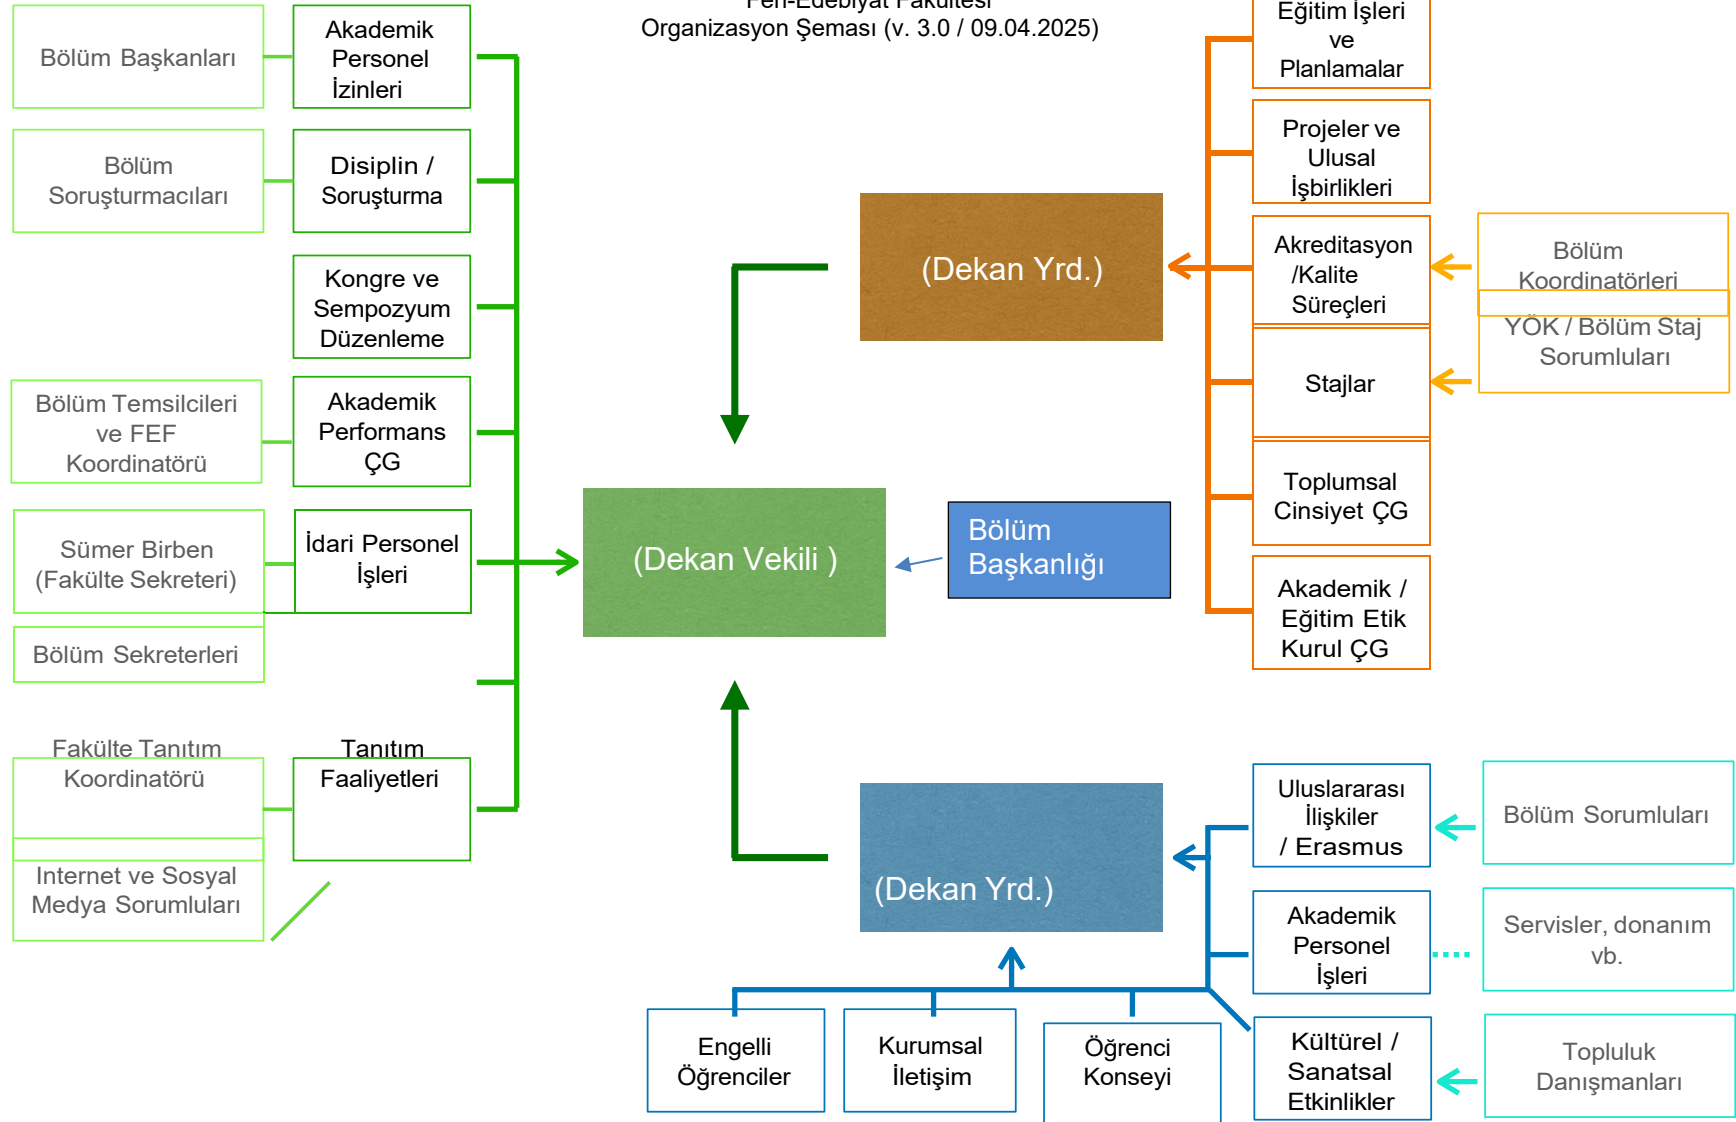 Fen-Edebiyat Fakültesi
Organizasyon Şeması (v. 3.0 / 09.04.2025)
Bölüm Başkanları
Akademik
Personel
İzinleri
Bölüm
Soruşturmacıları
Disiplin /
Soruşturma
Kongre ve
Sempozyum
Düzenleme
Bölüm Temsilcileri
ve FEF
Koordinatörü
Akademik
Performans
ÇG
Sümer Birben
(Fakülte Sekreteri)
İdari Personel
İşleri
Bölüm Sekreterleri
Fakülte Tanıtım
Koordinatörü
Tanıtım
Faaliyetleri
Internet ve Sosyal
Medya Sorumluları
(Dekan Vekili )
Bölüm
Başkanlığı
(Dekan Yrd.)
Eğitim İşleri
ve
Planlamalar
Projeler ve
Ulusal
İşbirlikleri
Akreditasyon
/Kalite
Süreçleri
Bölüm
Koordinatörleri
Stajlar
YÖK / Bölüm Staj
Sorumluları
Toplumsal
Cinsiyet ÇG
Akademik /
Eğitim Etik
Kurul ÇG
(Dekan Yrd.)
Uluslararası
İlişkiler
/ Erasmus
Bölüm Sorumluları
Akademik
Personel
İşleri
Servisler, donanım
vb.
Kültürel /
Sanatsal
Etkinlikler
Topluluk
Danışmanları
Engelli
Öğrenciler
Kurumsal
İletişim
Öğrenci
Konseyi